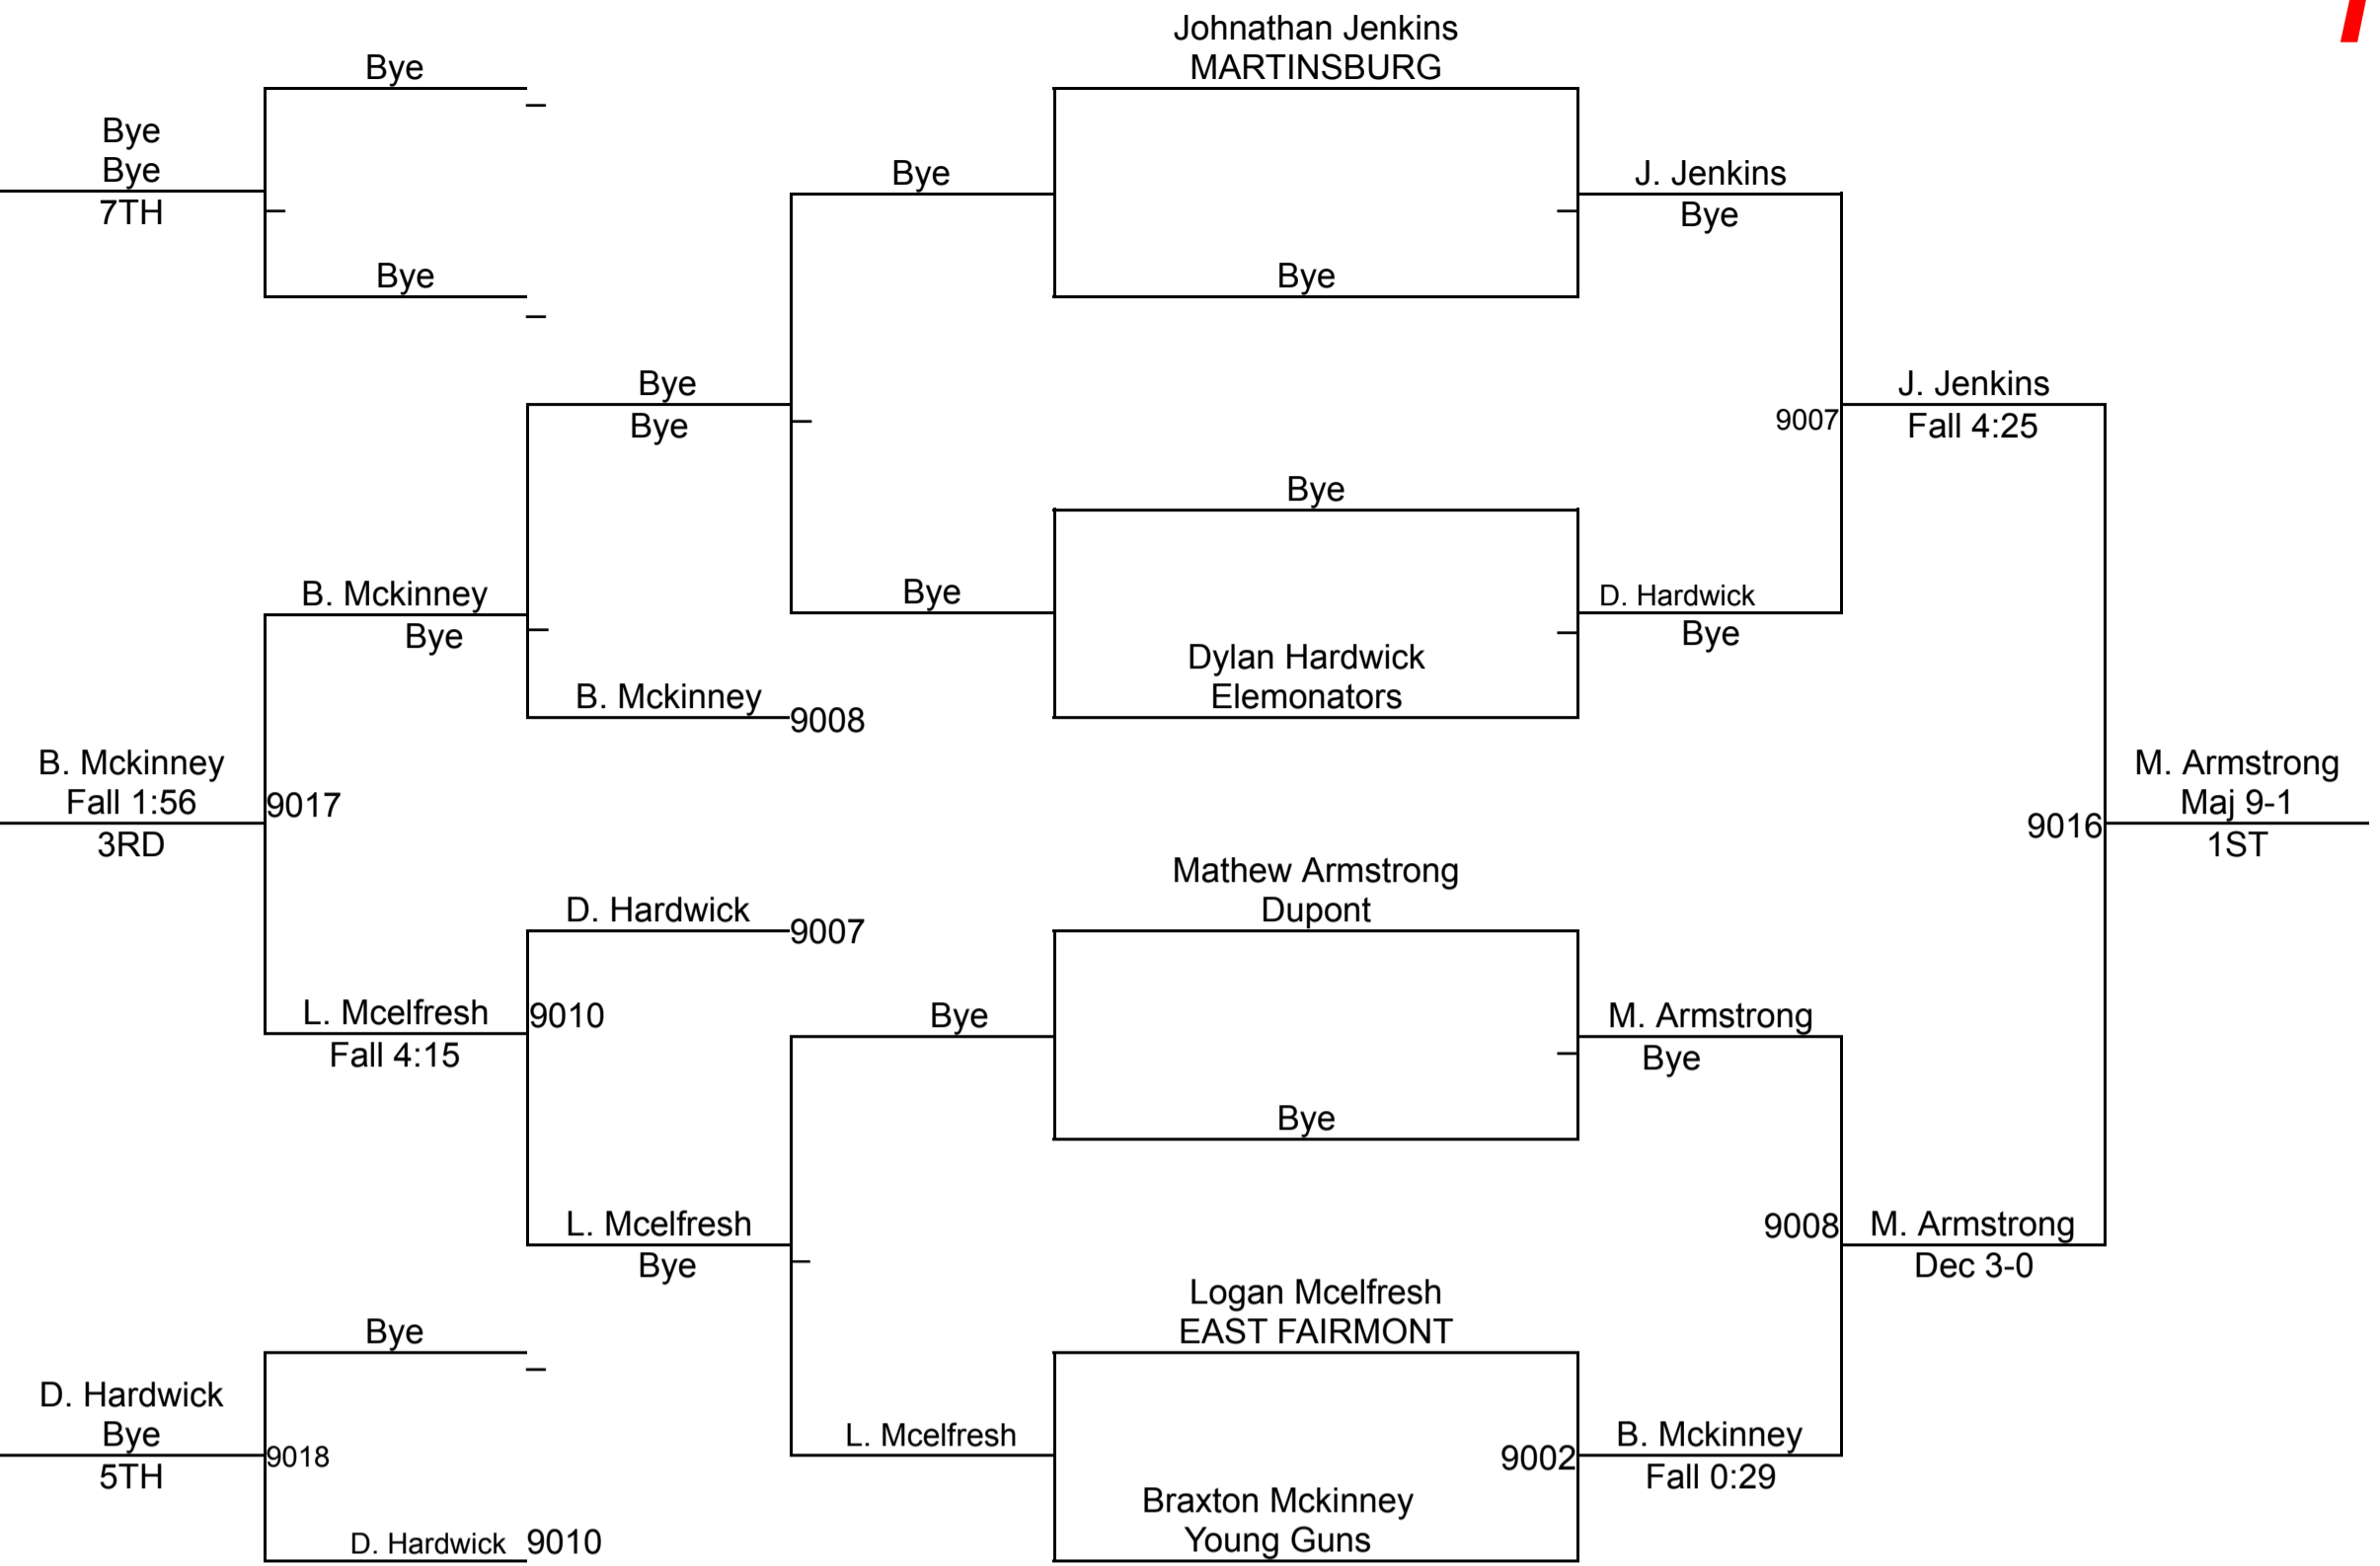 Johnathan Jenkins
MARTINSBURG
Bye
Bye
Bye
7TH
Bye
J. Jenkins
Bye
Bye
Bye
Bye
Bye
J. Jenkins
9007
Fall 4:25
Bye
B. Mckinney
Bye
Bye
D. Hardwick
Bye
Dylan Hardwick
Elemonators
B. Mckinney
9008
B. Mckinney
Fall 1:56
9017
3RD
M. Armstrong
Maj 9-1
9016
1ST
Mathew Armstrong
Dupont
D. Hardwick
9007
L. Mcelfresh
9010
Fall 4:15
Bye
M. Armstrong
Bye
Bye
L. Mcelfresh
Bye
9008
M. Armstrong
Dec 3-0
Logan Mcelfresh
EAST FAIRMONT
Bye
D. Hardwick
Bye
9018
5TH
L. Mcelfresh
9002
B. Mckinney
Fall 0:29
Braxton Mckinney
Young Guns
D. Hardwick
9010